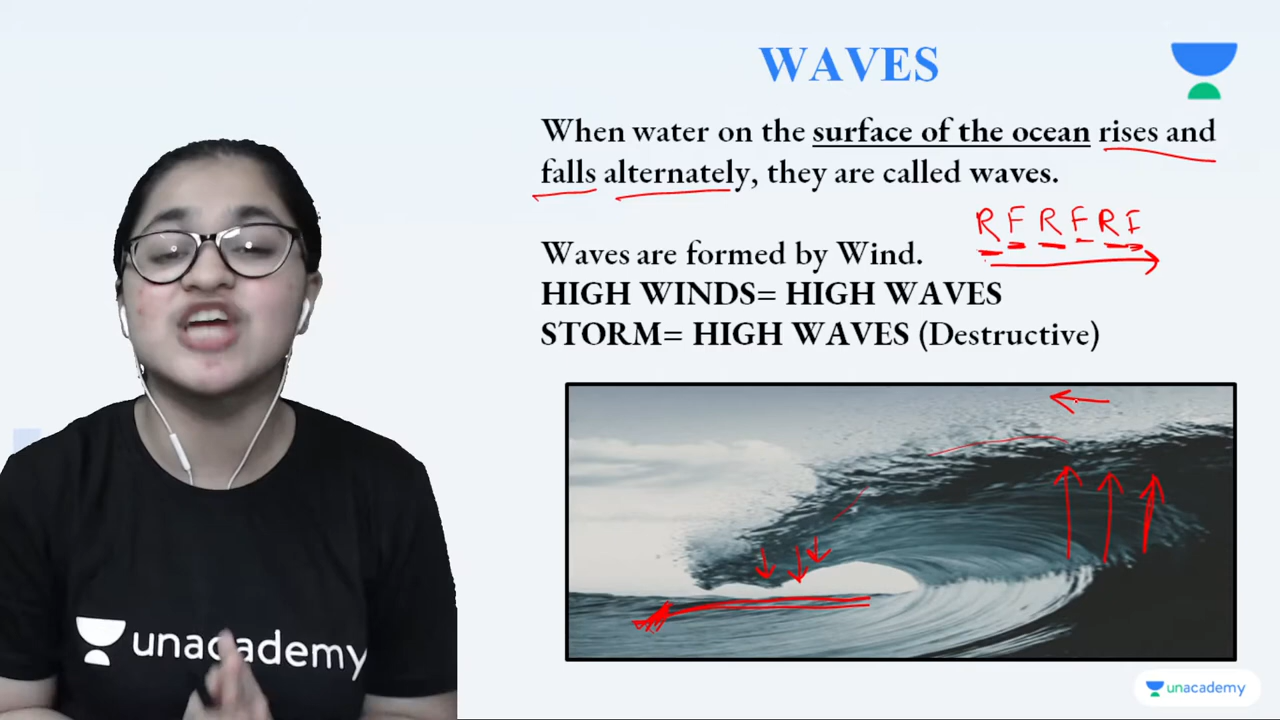 WAVES
When water on the surface of the ocean rises and
falls alternately, they are called waves.
R F R F R F
Waves are formed by Wind.
HIGH WINDS= HIGH WAVES
STORM= HIGH WAVES (Destructive)
unacademy
unacademy